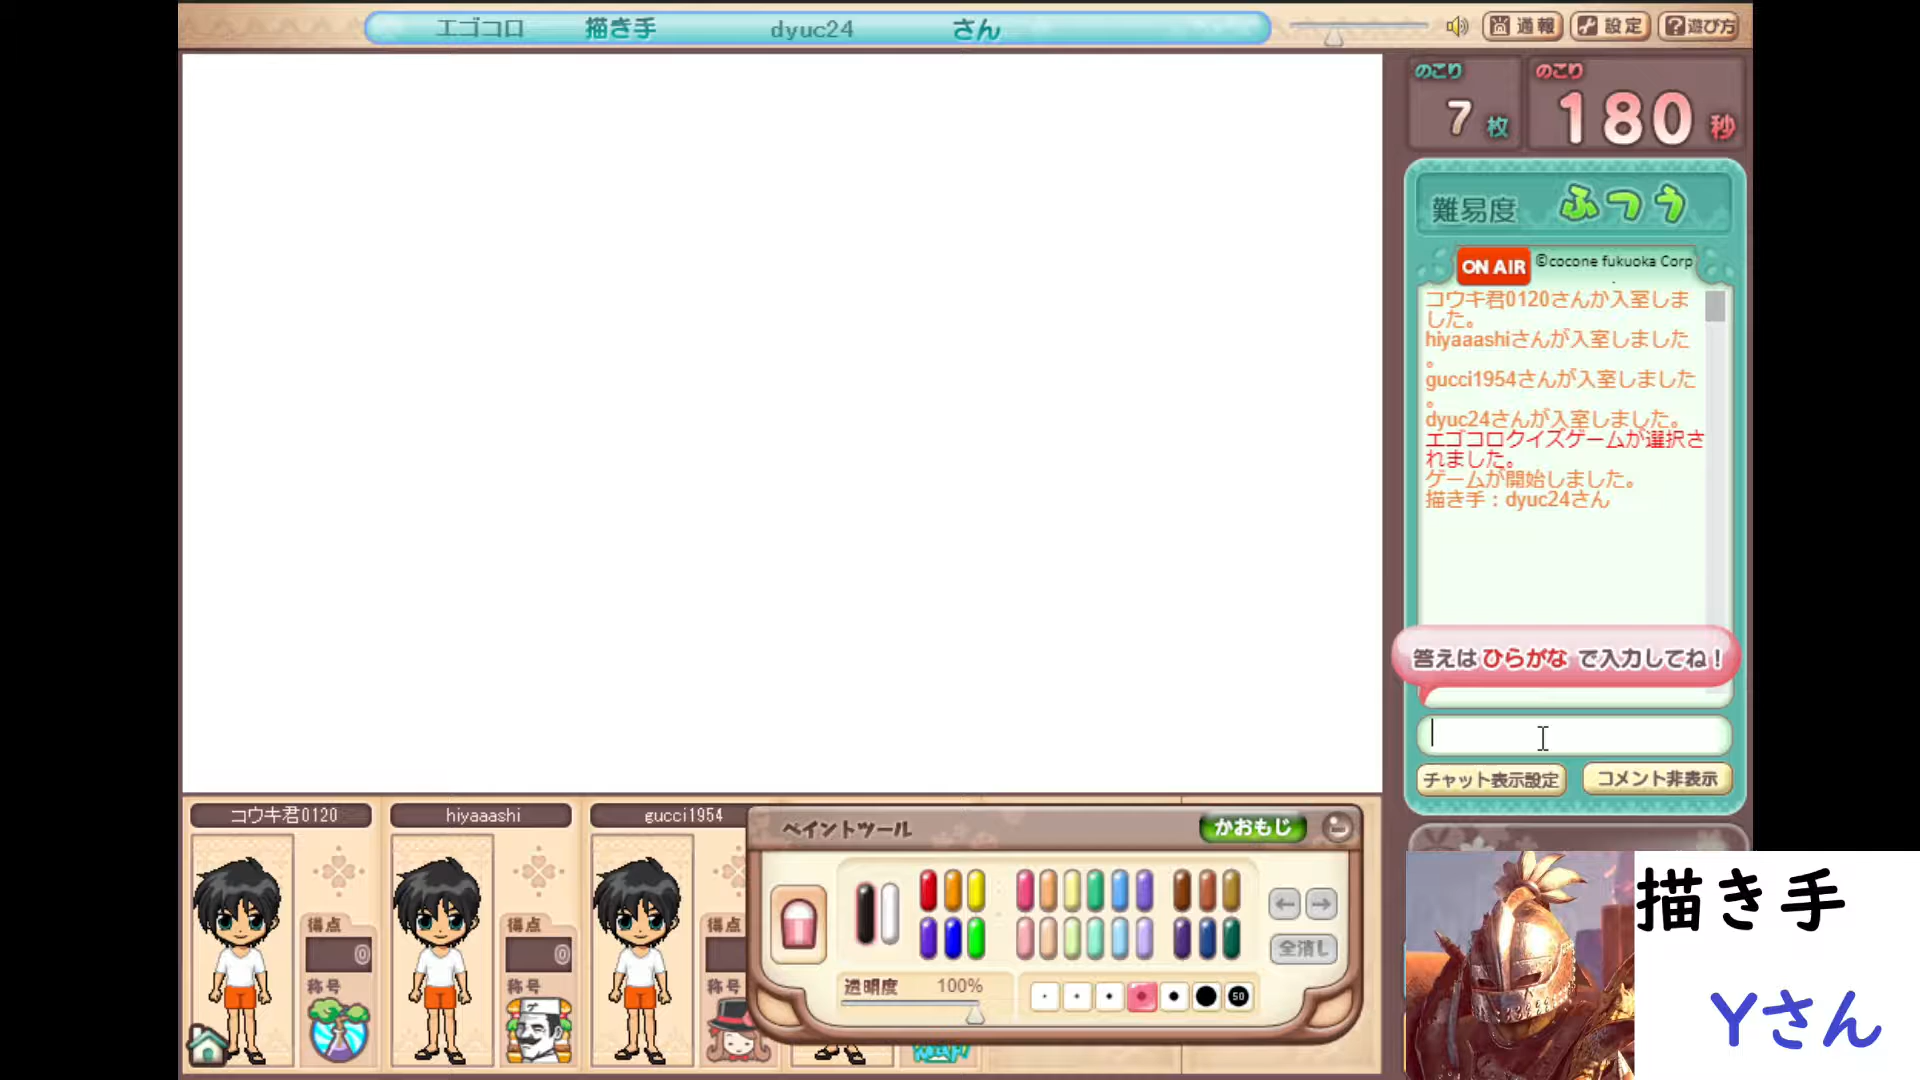 エゴコロ 描き手 dyuc24 さん
通報 設定 遊び方
のこり 7 枚
のこり 180 秒
難易度 ふつう
ON AIR ©cocone fukuoka Corp.
コウキ君0120さんが入室しま
した。
hiyaaashiさんが入室しました
。
gucci1954さんが入室しました
。
dyuc24さんが入室しました。
エゴコロクイズゲームが選択さ
れました。
ゲームが開始しました。
描き手：dyuc24さん
答えはひらがなで入力してね！
チャット表示設定 コメント非表示
コウキ君0120 hiyaaashi gucci1954
得点 0 得点 0 得点
称号 称号 称号
ペイントツール かおもじ
全消し
透明度 100%
50
描き手
Yさん